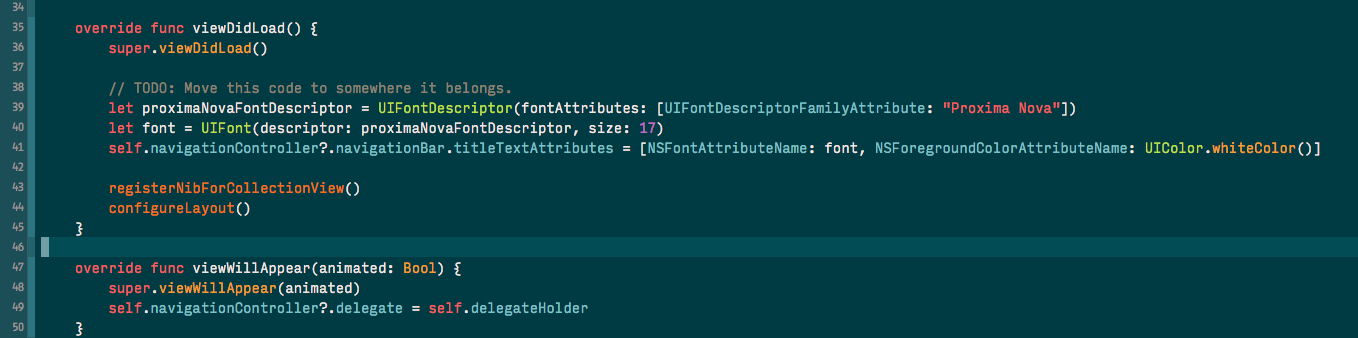 34
35 override func viewDidLoad() {
36 super.viewDidLoad()
37
38 // TODO: Move this code to somewhere it belongs.
39 let proximaNovaFontDescriptor = UIFontDescriptor(fontAttributes: [UIFontDescriptorFamilyAttribute: "Proxima Nova"])
40 let font = UIFont(descriptor: proximaNovaFontDescriptor, size: 17)
41 self.navigationController?.navigationBar.titleTextAttributes = [NSFontAttributeName: font, NSForegroundColorAttributeName: UIColor.whiteColor()]
42
43 registerNibForCollectionView()
44 configureLayout()
45 }
46
47 override func viewWillAppear(animated: Bool) {
48 super.viewWillAppear(animated)
49 self.navigationController?.delegate = self.delegateHolder
50 }